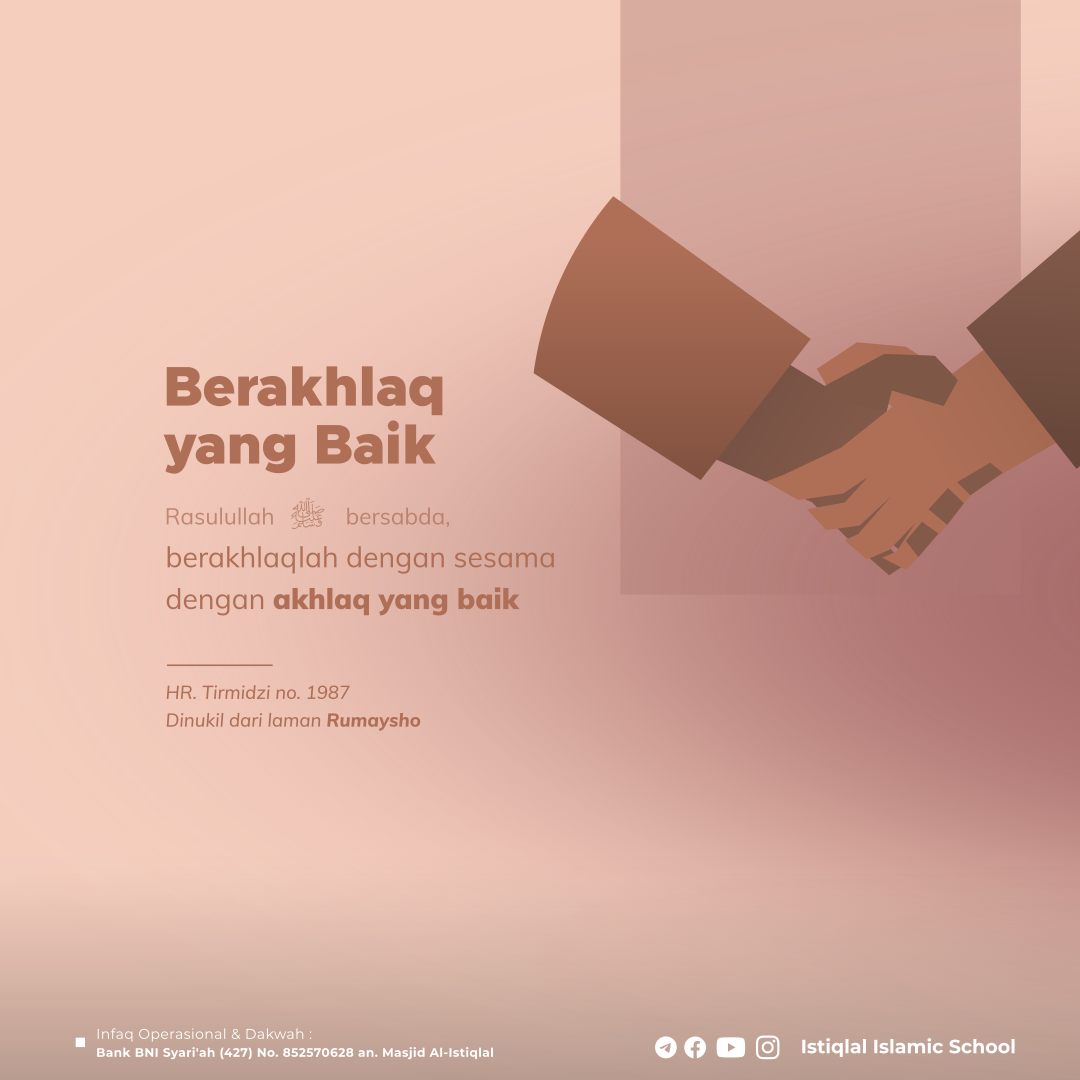 Berakhlaq
yang Baik
Rasulullah ﷺ bersabda,
berakhlaqlah dengan sesama
dengan akhlaq yang baik
HR. Tirmidzi no. 1987
Dinukil dari laman Rumaysho
Infaq Operasional & Dakwah :
Bank BNI Syari'ah (427) No. 852570628 an. Masjid Al-Istiqlal
Istiqlal Islamic School